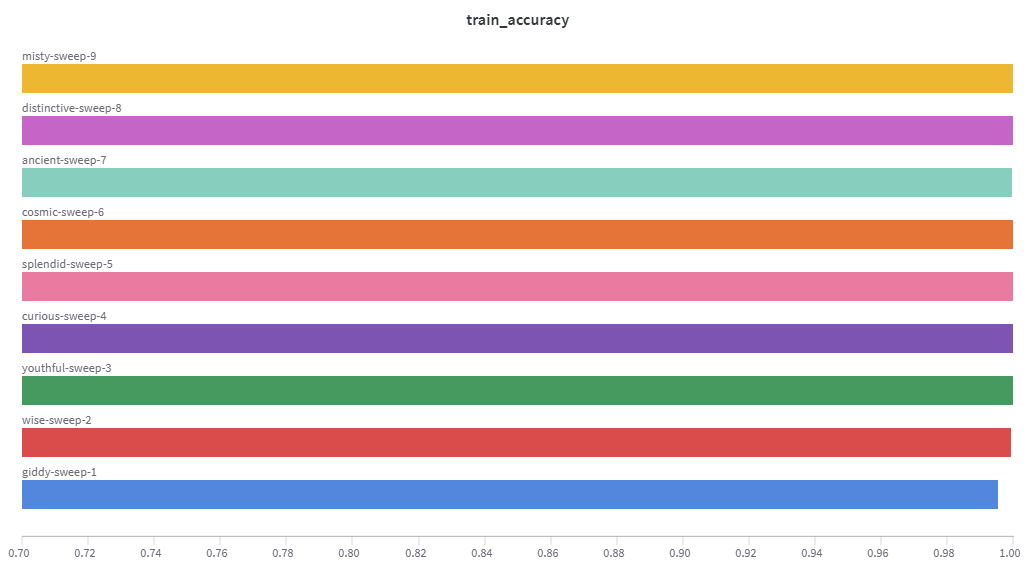 train_accuracy
misty-sweep-9
distinctive-sweep-8
ancient-sweep-7
cosmic-sweep-6
splendid-sweep-5
curious-sweep-4
youthful-sweep-3
wise-sweep-2
giddy-sweep-1
0.70 0.72 0.74 0.76 0.78 0.80 0.82 0.84 0.86 0.88 0.90 0.92 0.94 0.96 0.98 1.00